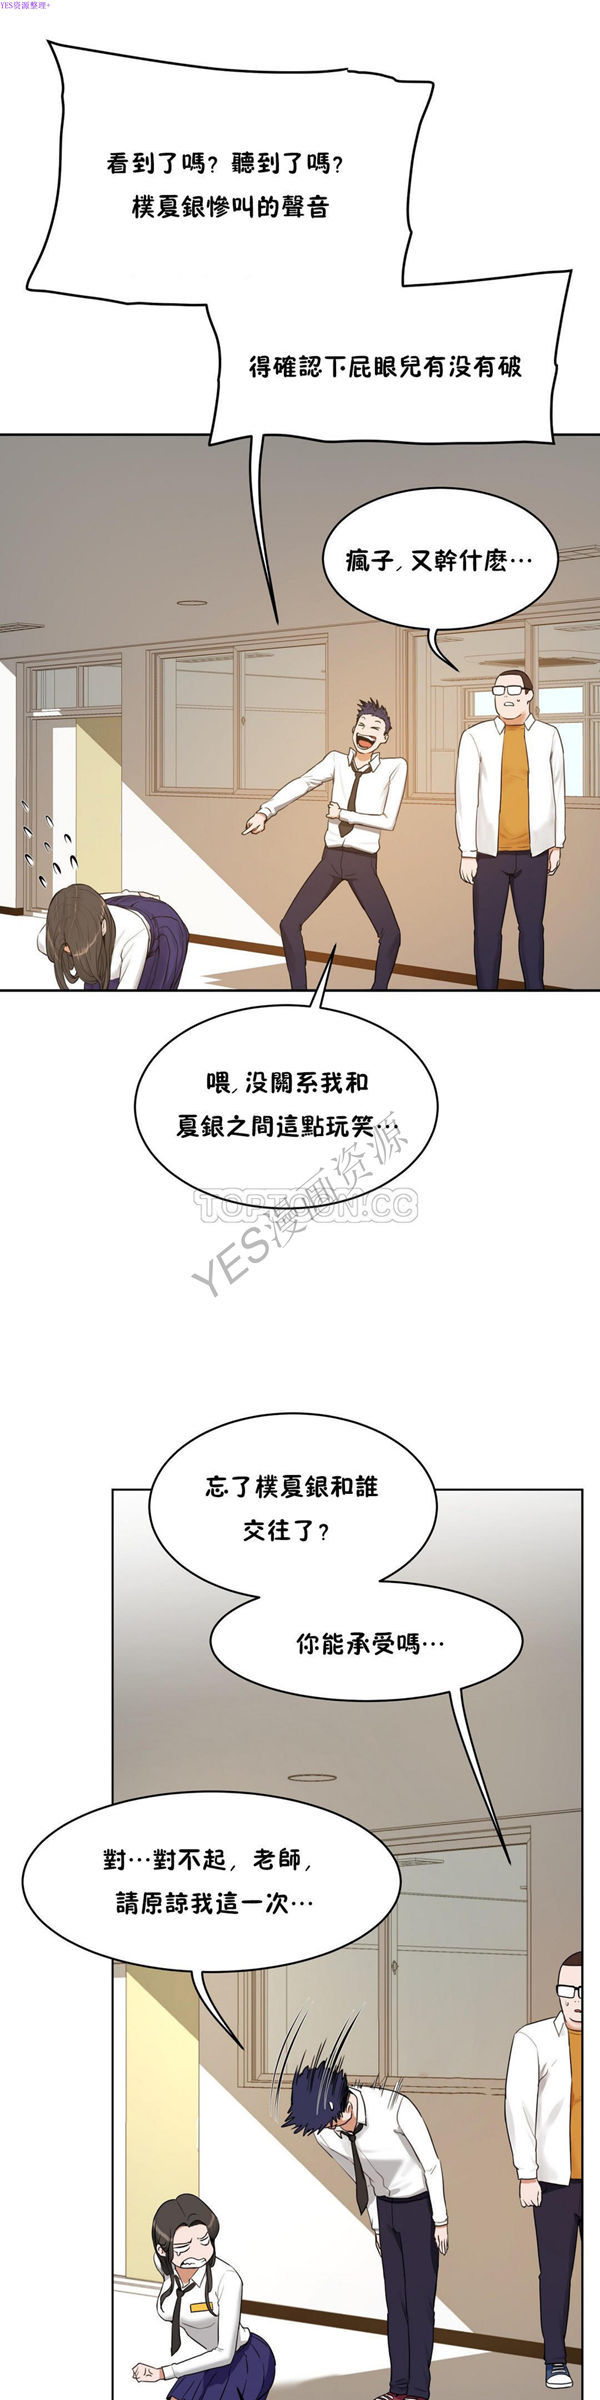 YES资源整理+
看到了嗎？聽到了嗎？
樸夏銀慘叫的聲音
得確認下屁眼兒有没有破
瘋子，又幹什麽…
喂，没關系我和
夏銀之間這點玩笑…
TOPTOON.CC
YES漫画资源
忘了樸夏銀和誰
交往了？
你能承受嗎…
對…對不起，老師，
請原諒我這一次…